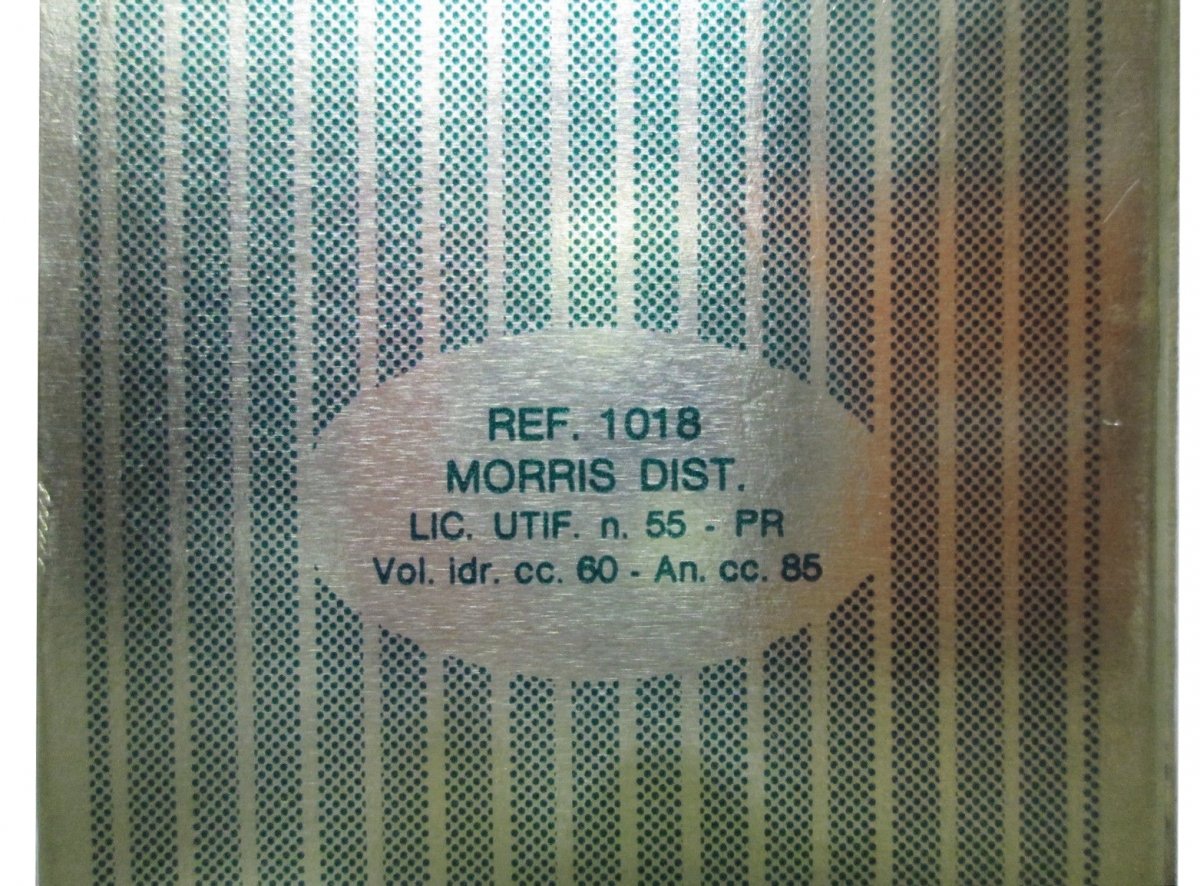 REF. 1018
MORRIS DIST.
LIC. UTIF. n. 55 - PR
Vol. idr. cc. 60 - An. cc. 85